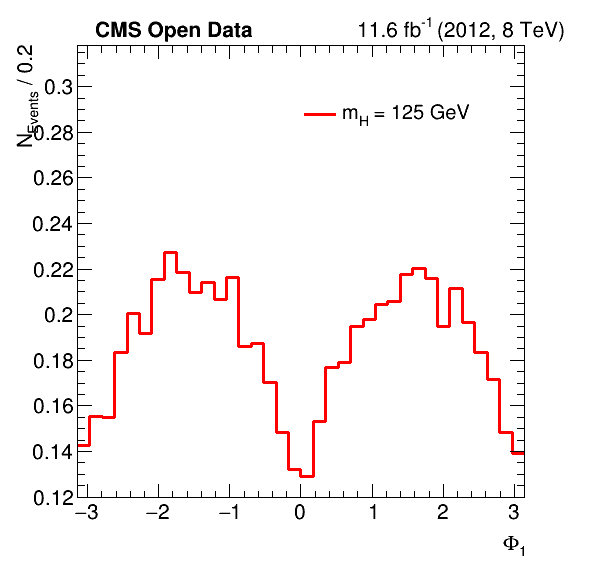 CMS Open Data 11.6 fb⁻¹ (2012, 8 TeV)
N_Events / 0.2
m_H = 125 GeV
0.3
0.28
0.26
0.24
0.22
0.2
0.18
0.16
0.14
0.12
−3 −2 −1 0 1 2 3
Φ₁